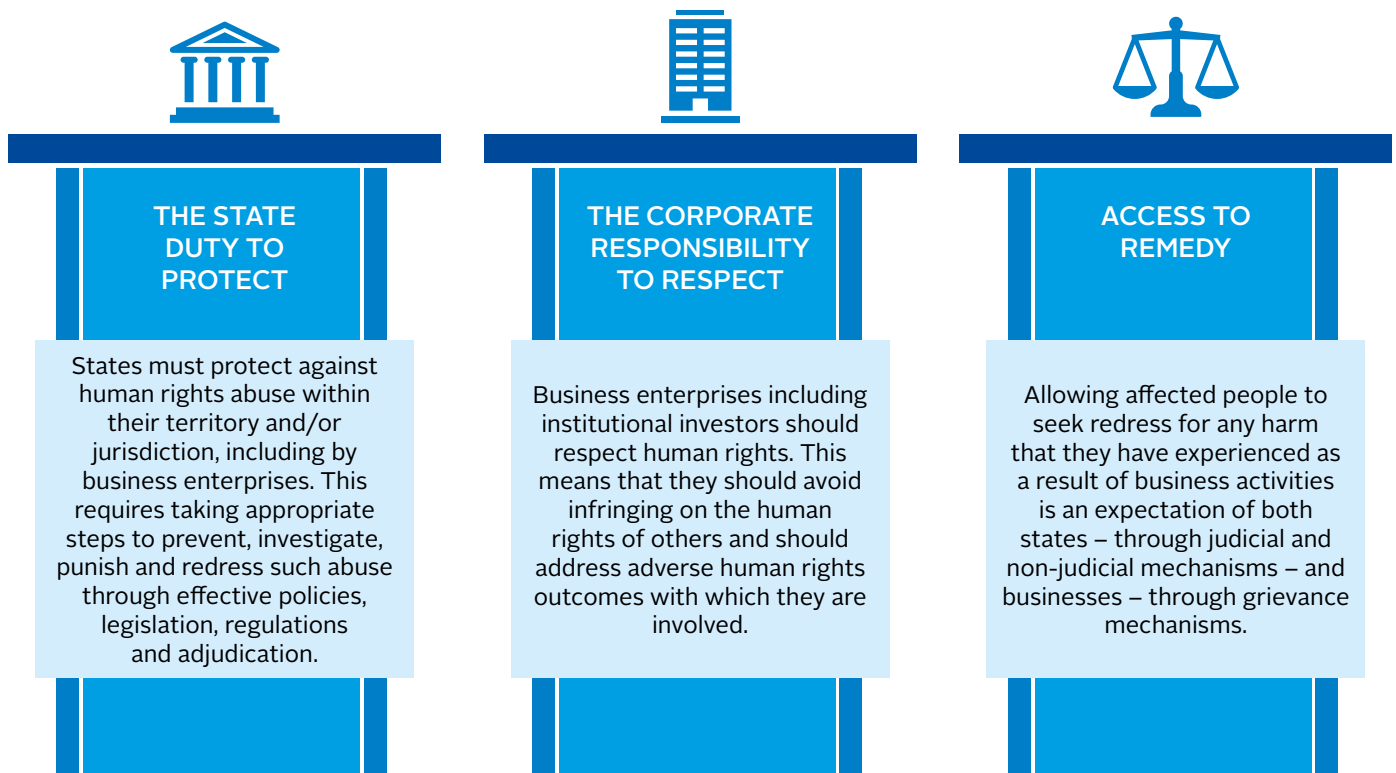 THE STATE
DUTY TO
PROTECT
States must protect against
human rights abuse within
their territory and/or
jurisdiction, including by
business enterprises. This
requires taking appropriate
steps to prevent, investigate,
punish and redress such abuse
through effective policies,
legislation, regulations
and adjudication.
THE CORPORATE
RESPONSIBILITY
TO RESPECT
Business enterprises including
institutional investors should
respect human rights. This
means that they should avoid
infringing on the human
rights of others and should
address adverse human rights
outcomes with which they are
involved.
ACCESS TO
REMEDY
Allowing affected people to
seek redress for any harm
that they have experienced as
a result of business activities
is an expectation of both
states – through judicial and
non-judicial mechanisms – and
businesses – through grievance
mechanisms.